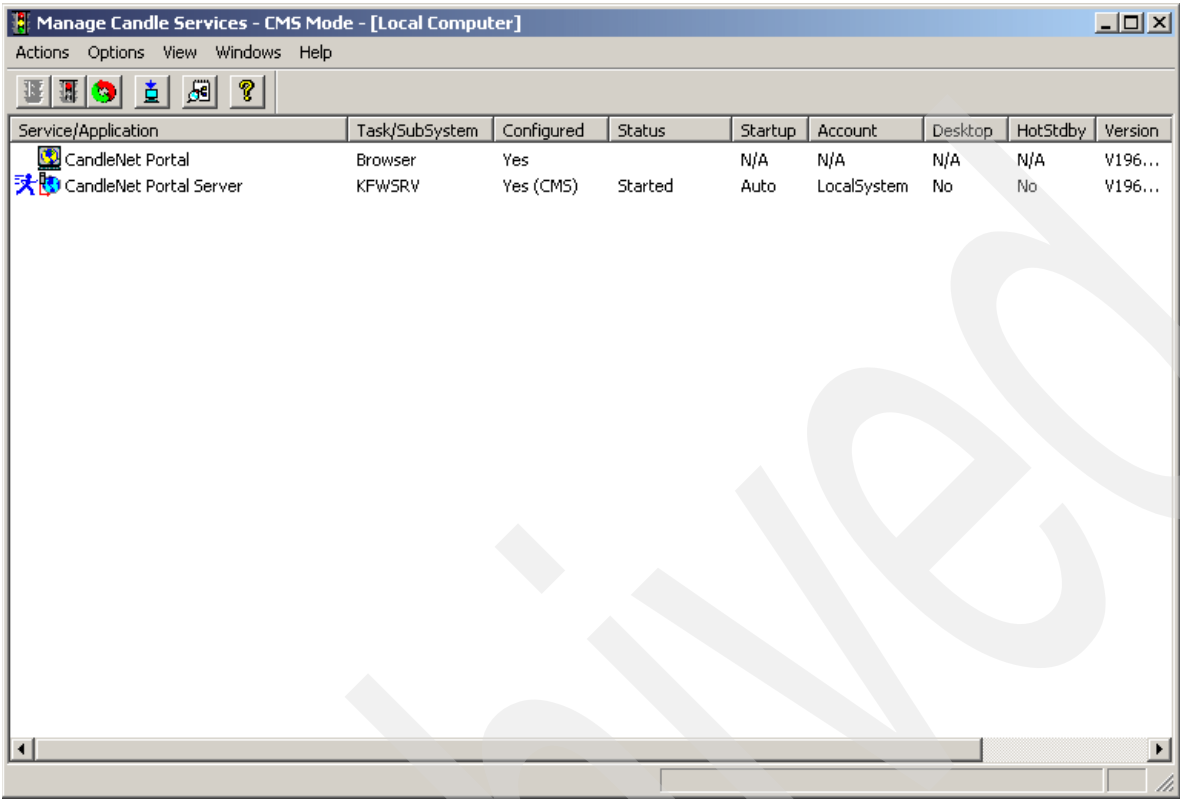 Manage Candle Services - CMS Mode - [Local Computer]
Actions Options View Windows Help
Service/Application Task/SubSystem Configured Status Startup Account Desktop HotStdby Version
CandleNet Portal Browser Yes N/A N/A N/A N/A V196...
CandleNet Portal Server KFWSRV Yes (CMS) Started Auto LocalSystem No No V196...